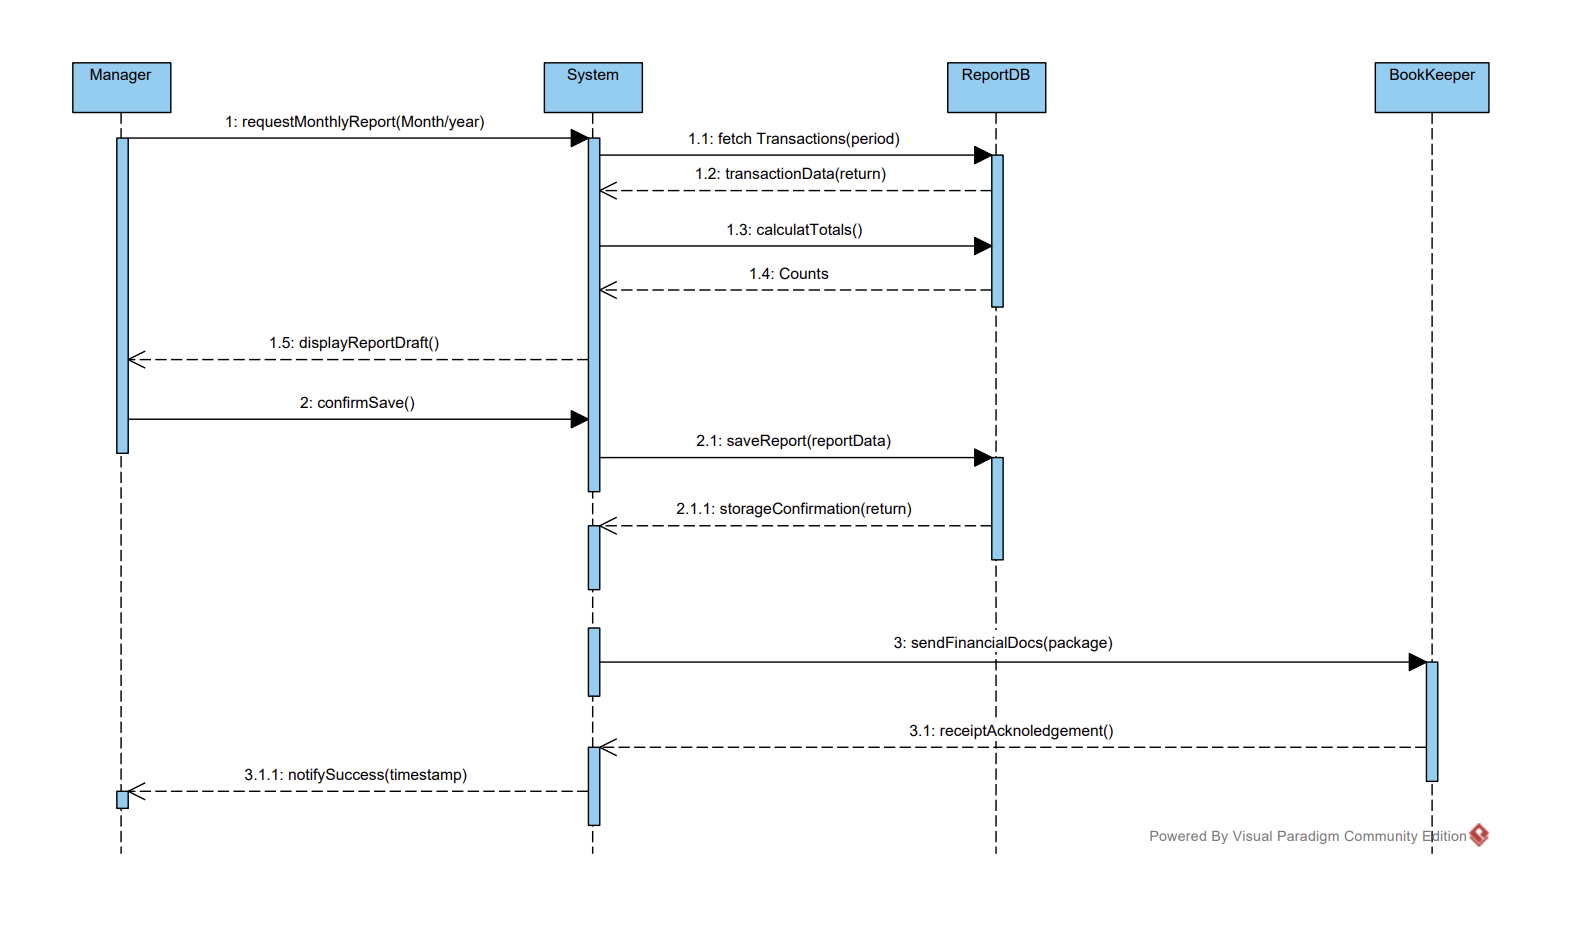 Manager
System
ReportDB
BookKeeper
1: requestMonthlyReport(Month/year)
1.1: fetch Transactions(period)
1.2: transactionData(return)
1.3: calculatTotals()
1.4: Counts
1.5: displayReportDraft()
2: confirmSave()
2.1: saveReport(reportData)
2.1.1: storageConfirmation(return)
3: sendFinancialDocs(package)
3.1: receiptAcknoledgement()
3.1.1: notifySuccess(timestamp)
Powered By Visual Paradigm Community Edition